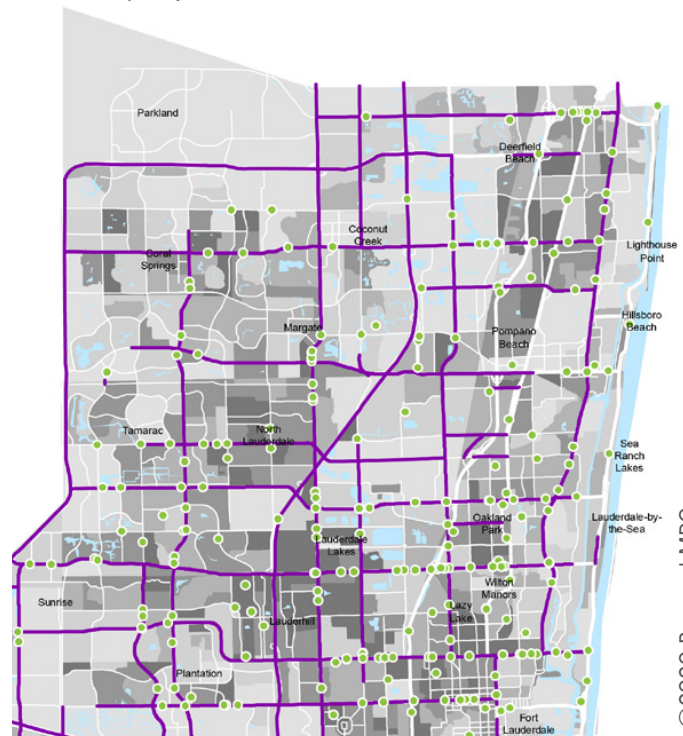 Parkland
Deerfield
Beach
Coconut
Creek
Coral
Springs
Lighthouse
Point
Hillsboro
Beach
Margate
Pompano
Beach
Tamarac
North
Lauderdale
Sea
Ranch
Lakes
Oakland
Park
Lauderdale-by-
the-Sea
Lauderdale
Lakes
Wilton
Manors
Sunrise
Lazy
Lake
Lauderhill
Plantation
Fort
Lauderdale